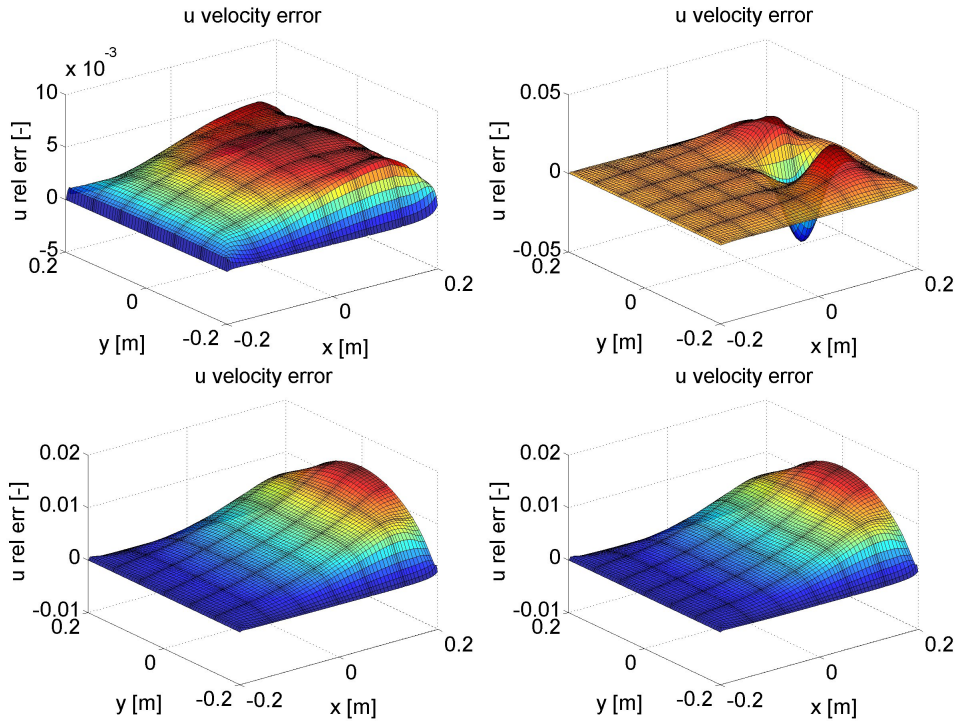 u velocity error
x 10⁻³
10
5
0
-5
u rel err [-]
0.2
0
-0.2
y [m]
-0.2
0
0.2
x [m]
u velocity error
0.05
0
-0.05
u rel err [-]
0.2
0
-0.2
y [m]
-0.2
0
0.2
x [m]
u velocity error
0.02
0.01
0
-0.01
u rel err [-]
0.2
0
-0.2
y [m]
-0.2
0
0.2
x [m]
u velocity error
0.02
0.01
0
-0.01
u rel err [-]
0.2
0
-0.2
y [m]
-0.2
0
0.2
x [m]